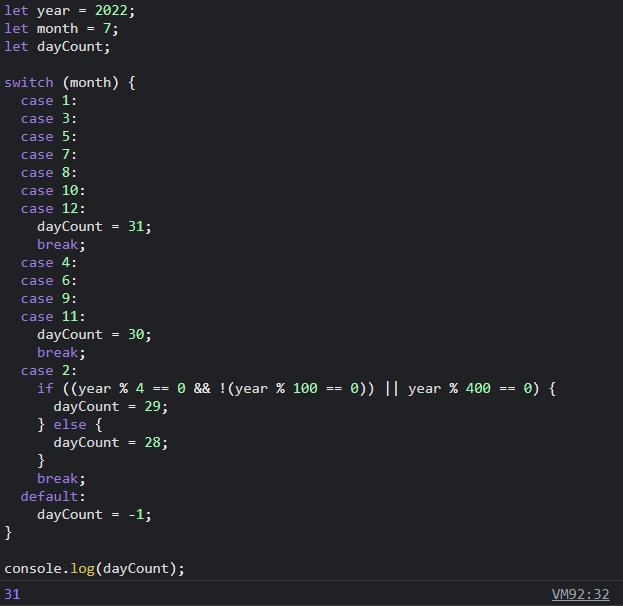 let year = 2022;
let month = 7;
let dayCount;

switch (month) {
  case 1:
  case 3:
  case 5:
  case 7:
  case 8:
  case 10:
  case 12:
    dayCount = 31;
    break;
  case 4:
  case 6:
  case 9:
  case 11:
    dayCount = 30;
    break;
  case 2:
    if ((year % 4 == 0 && !(year % 100 == 0)) || year % 400 == 0) {
      dayCount = 29;
    } else {
      dayCount = 28;
    }
    break;
  default:
    dayCount = -1;
}

console.log(dayCount);
31 VM92:32